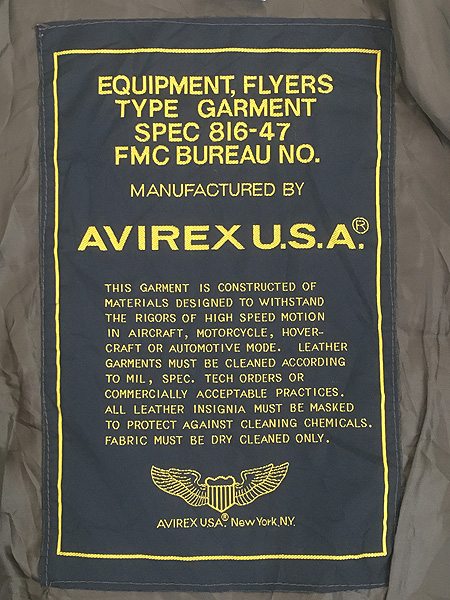 EQUIPMENT, FLYERS
TYPE GARMENT
SPEC 816-47
FMC BUREAU NO.
MANUFACTURED BY
AVIREX U.S.A.®
THIS GARMENT IS CONSTRUCTED OF
MATERIALS DESIGNED TO WITHSTAND
THE RIGORS OF HIGH SPEED MOTION
IN AIRCRAFT, MOTORCYCLE, HOVER-
CRAFT OR AUTOMOTIVE MODE. LEATHER
GARMENTS MUST BE CLEANED ACCORDING
TO MIL, SPEC. TECH ORDERS OR
COMMERCIALLY ACCEPTABLE PRACTICES.
ALL LEATHER INSIGNIA MUST BE MASKED
TO PROTECT AGAINST CLEANING CHEMICALS.
FABRIC MUST BE DRY CLEANED ONLY.
AVIREX USA.® New York, NY.